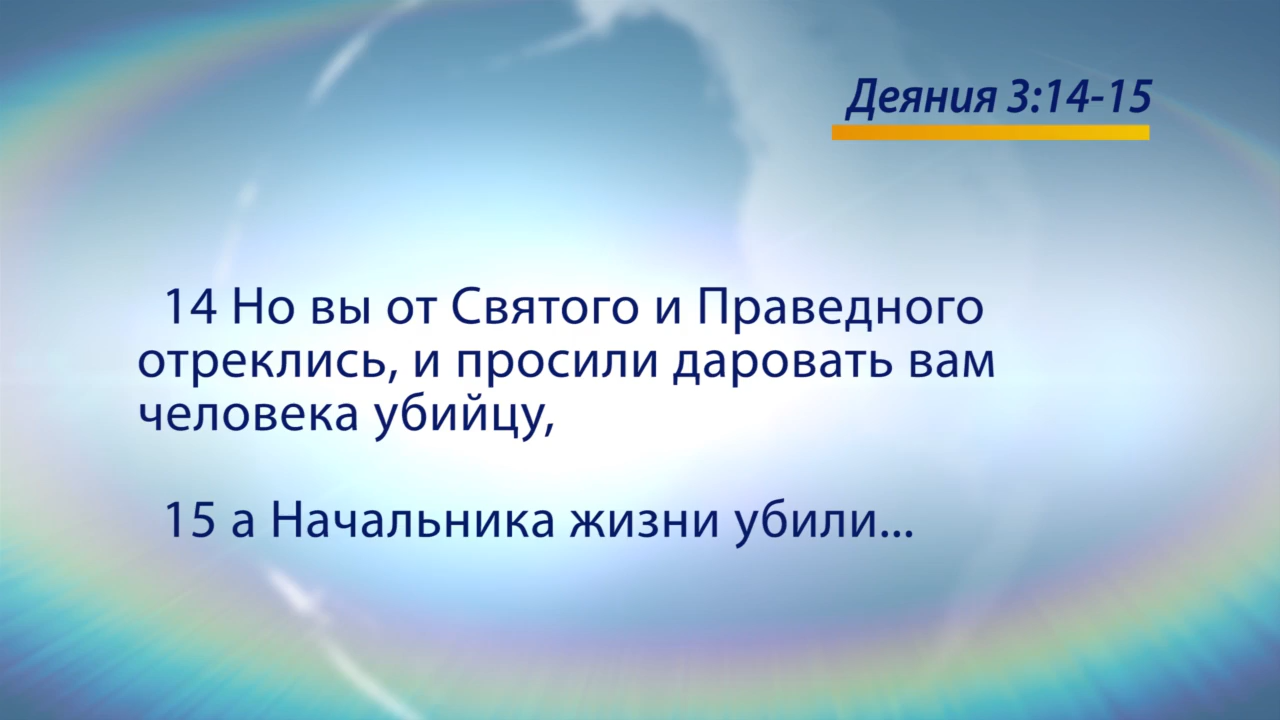 Деяния 3:14-15
14 Но вы от Святого и Праведного
отреклись, и просили даровать вам
человека убийцу,
15 а Начальника жизни убили...